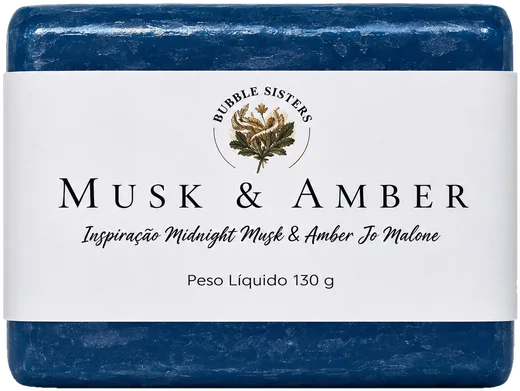 BUBBLE SISTERS
MUSK & AMBER
Inspiração Midnight Musk & Amber Jo Malone
Peso Líquido 130 g